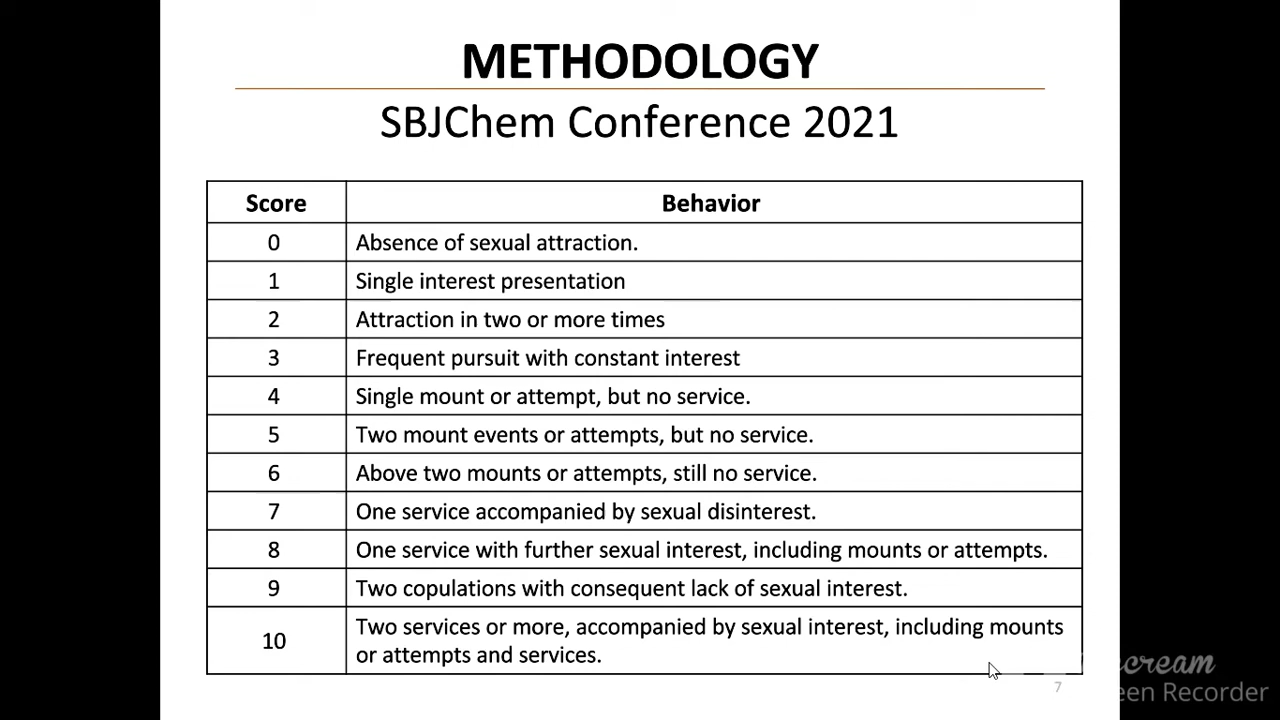 METHODOLOGY
SBJChem Conference 2021
Score Behavior
0 Absence of sexual attraction.
1 Single interest presentation
2 Attraction in two or more times
3 Frequent pursuit with constant interest
4 Single mount or attempt, but no service.
5 Two mount events or attempts, but no service.
6 Above two mounts or attempts, still no service.
7 One service accompanied by sexual disinterest.
8 One service with further sexual interest, including mounts or attempts.
9 Two copulations with consequent lack of sexual interest.
10 Two services or more, accompanied by sexual interest, including mounts
or attempts and services.
7
Recorder